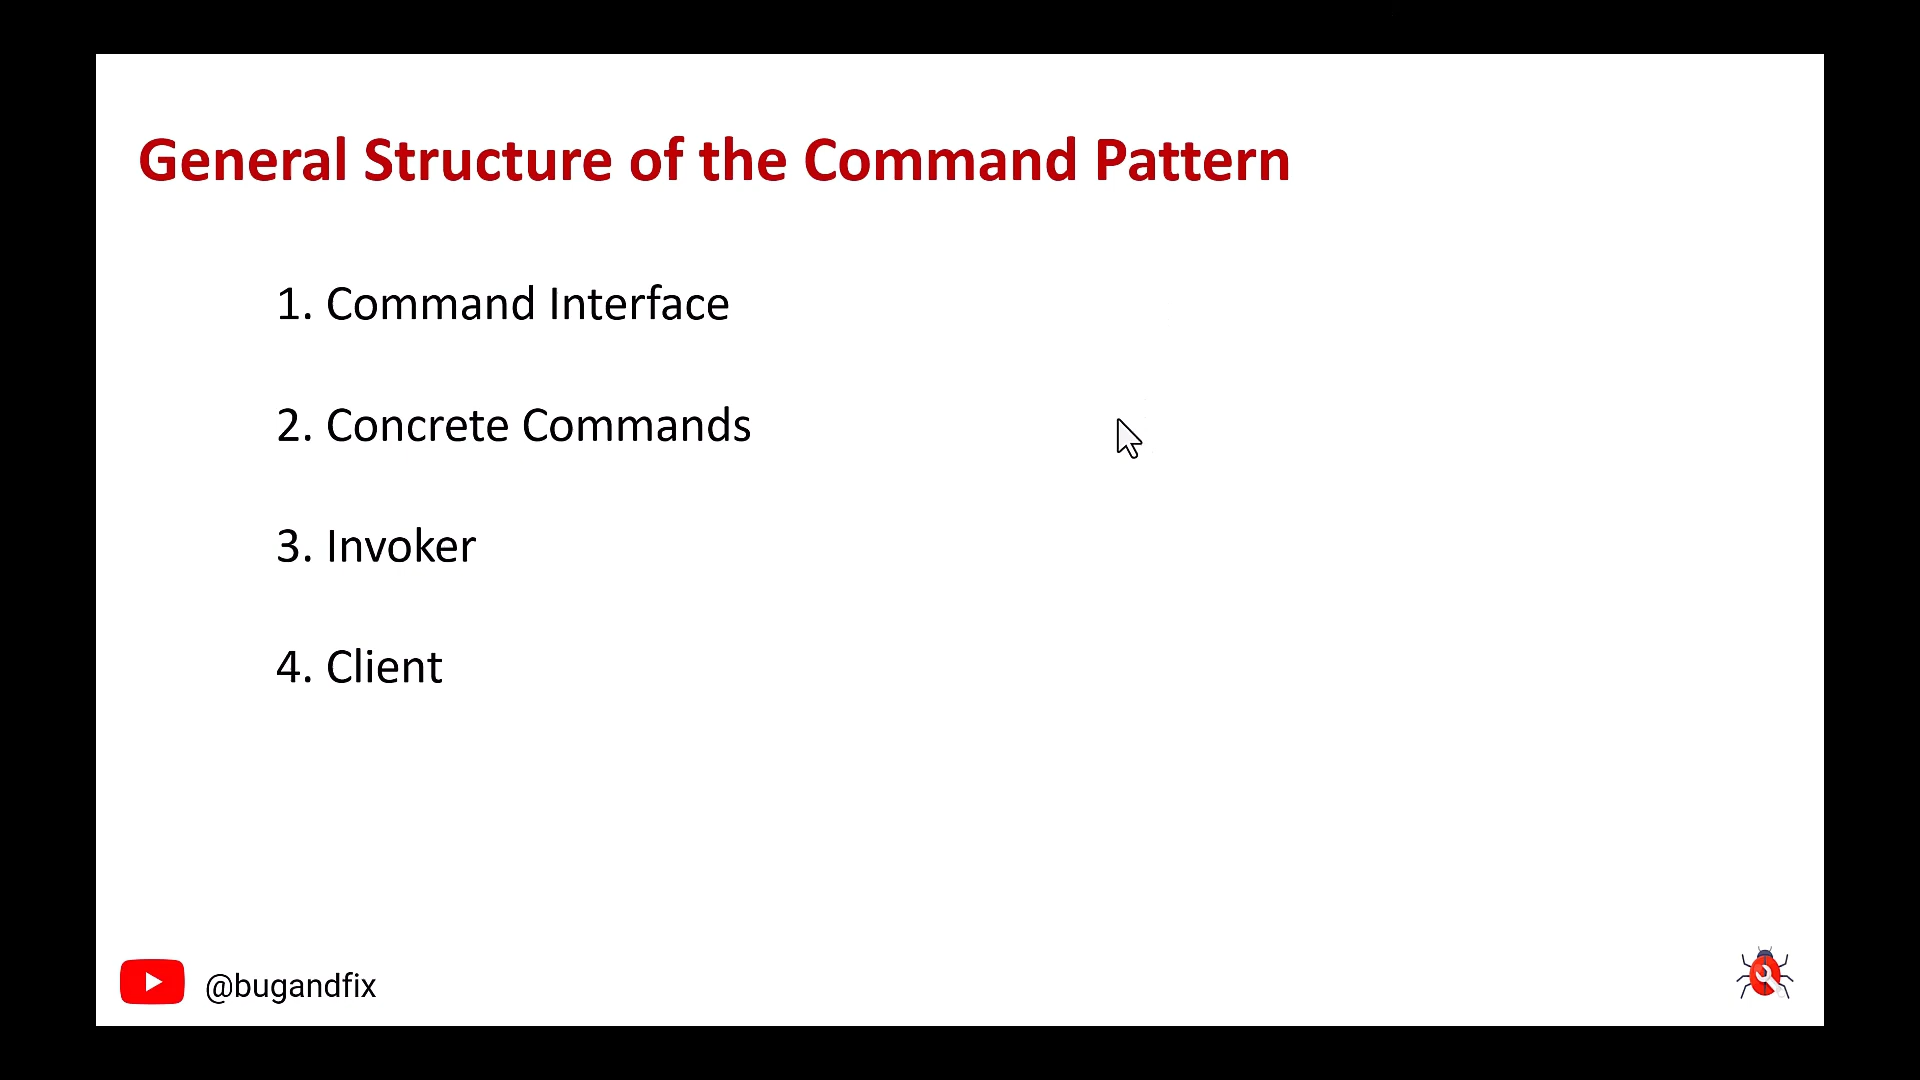 General Structure of the Command Pattern
1. Command Interface
2. Concrete Commands
3. Invoker
4. Client
@bugandfix